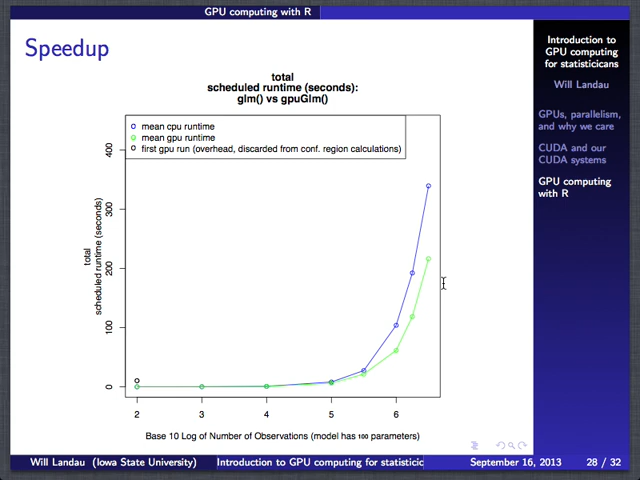 GPU computing with R
Speedup
total
scheduled runtime (seconds):
glm() vs gpuGlm()
mean cpu runtime
mean gpu runtime
first gpu run (overhead, discarded from conf. region calculations)
400
300
200
100
0
total
scheduled runtime (seconds)
2
3
4
5
6
Base 10 Log of Number of Observations (model has 100 parameters)
Introduction to
GPU computing
for statisticians
Will Landau
GPUs, parallelism,
and why we care
CUDA and our
CUDA systems
GPU computing
with R
Will Landau (Iowa State University)
Introduction to GPU computing for statistic
September 16, 2013
28 / 32